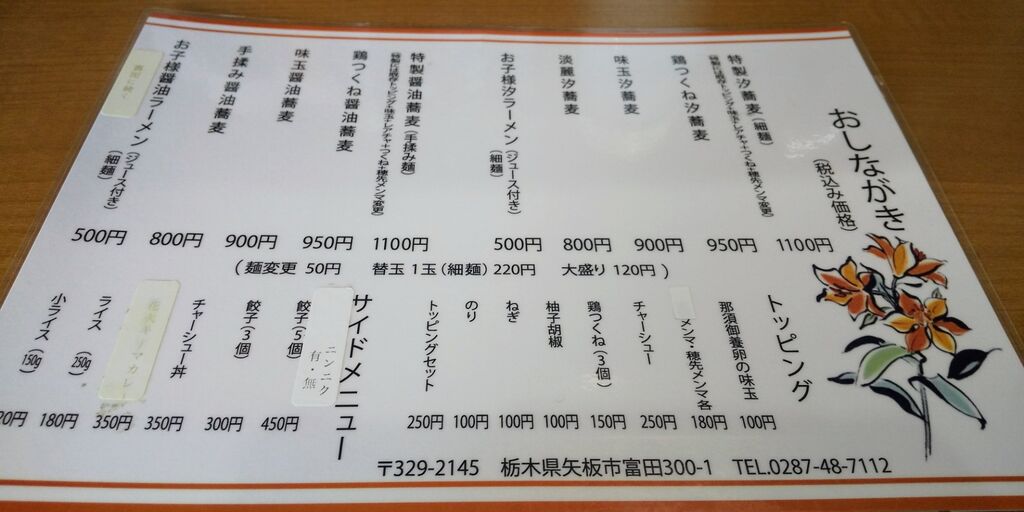 おしながき
(税込み価格)
特製汐蕎麦(細麺)
1100円
鶏つくね汐蕎麦
950円
味玉汐蕎麦
900円
淡麗汐蕎麦
800円
お子様汐ラーメン(ジュース付き)
(細麺)
500円
特製醤油蕎麦(手揉み麺)
1100円
鶏つくね醤油蕎麦
950円
味玉醤油蕎麦
900円
手揉み醤油蕎麦
800円
お子様醤油ラーメン(ジュース付き)
(細麺)
500円
(麺変更 50円 替玉1玉(細麺)220円 大盛り120円)
トッピング
那須御養卵の味玉
100円
メンマ・穂先メンマ各
180円
チャーシュー
250円
鶏つくね(3個)
150円
柚子胡椒
100円
ねぎ
100円
のり
100円
トッピングセット
250円
サイドメニュー
ニンニク
有・無
餃子(5個)
450円
餃子(3個)
300円
チャーシュー丼
350円
350円
ライス(250g)
180円
小ライス(150g)
20円
〒329-2145 栃木県矢板市富田300-1 TEL.0287-48-7112